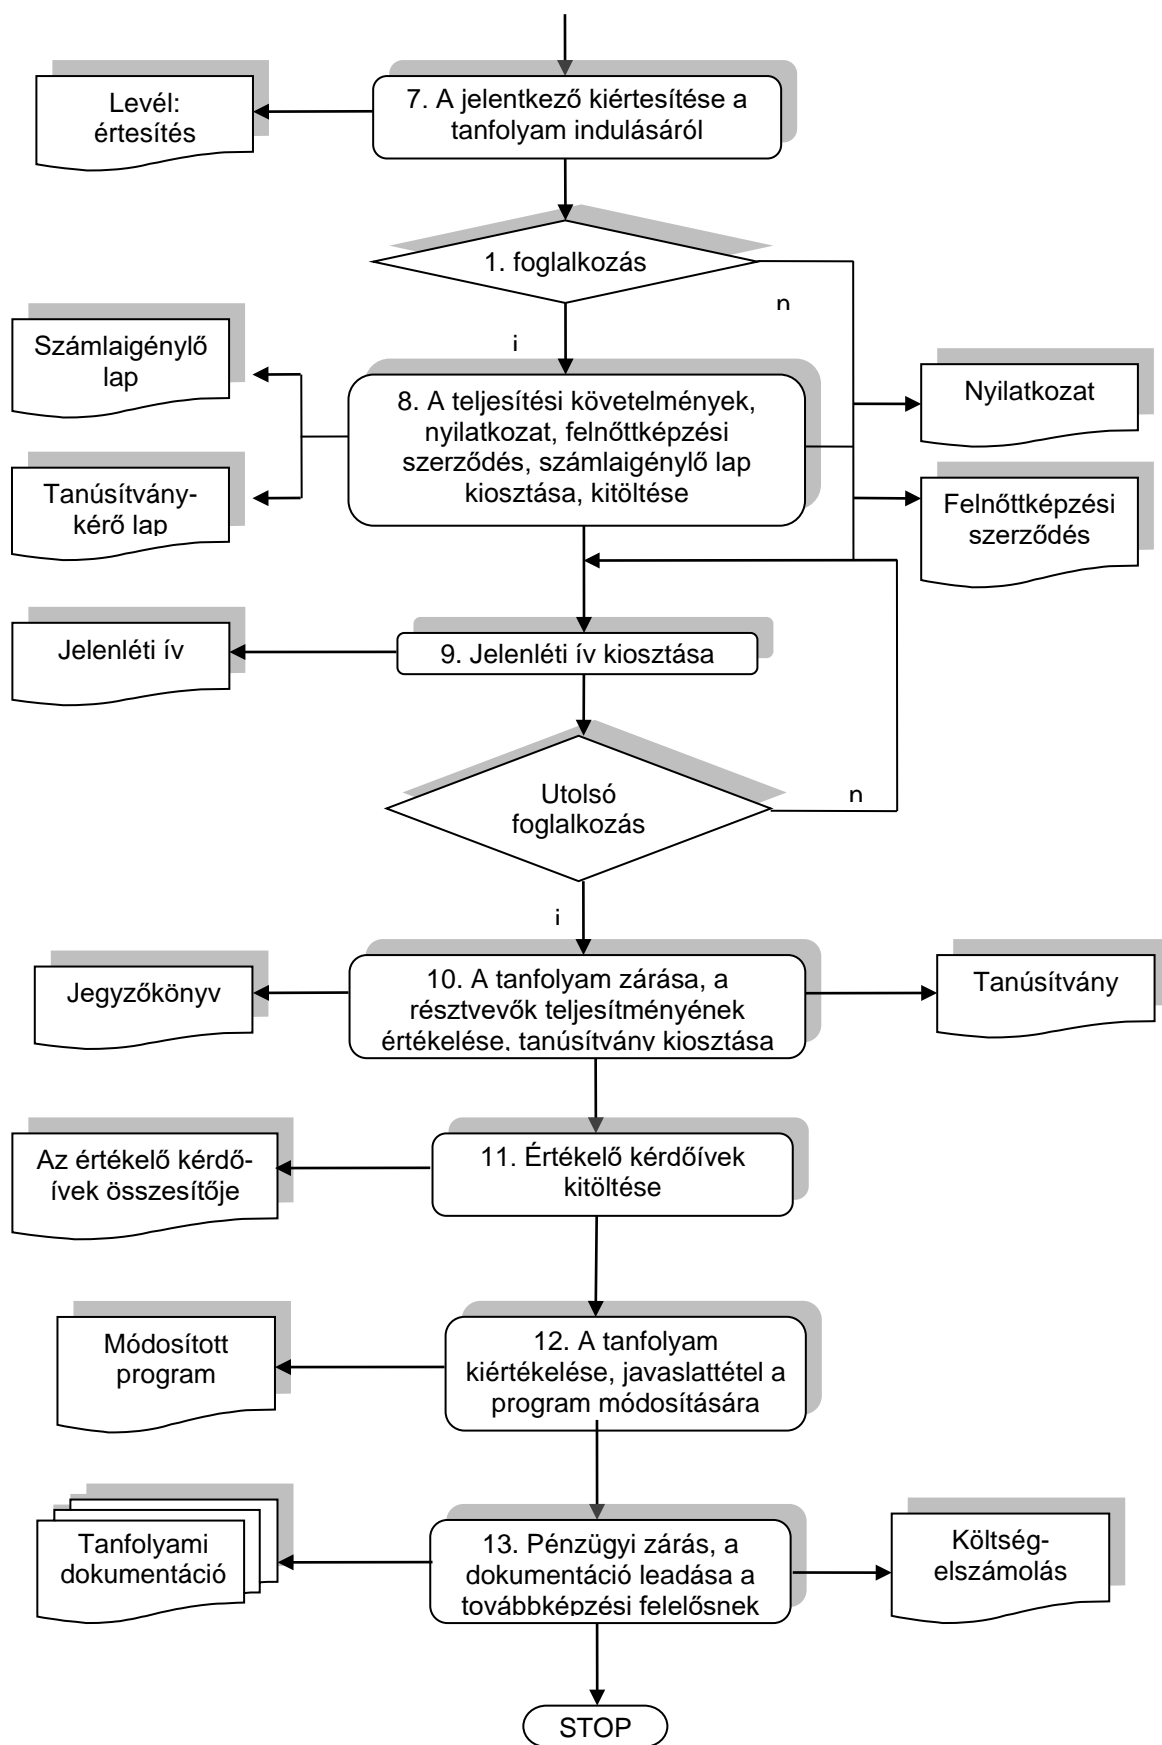 Levél:
értesítés
7. A jelentkező kiértesítése a
tanfolyam indulásáról
1. foglalkozás
n
i
Számlaigénylő
lap
8. A teljesítési követelmények,
nyilatkozat, felnőttképzési
szerződés, számlaigénylő lap
kiosztása, kitöltése
Nyilatkozat
Tanúsítvány-
kérő lap
Felnőttképzési
szerződés
Jelenléti ív
9. Jelenléti ív kiosztása
Utolsó
foglalkozás
n
i
Jegyzőkönyv
10. A tanfolyam zárása, a
résztvevők teljesítményének
értékelése, tanúsítvány kiosztása
Tanúsítvány
Az értékelő kérdő-
ívek összesítője
11. Értékelő kérdőívek
kitöltése
Módosított
program
12. A tanfolyam
kiértékelése, javaslattétel a
program módosítására
Tanfolyami
dokumentáció
13. Pénzügyi zárás, a
dokumentáció leadása a
továbbképzési felelősnek
Költség-
elszámolás
STOP